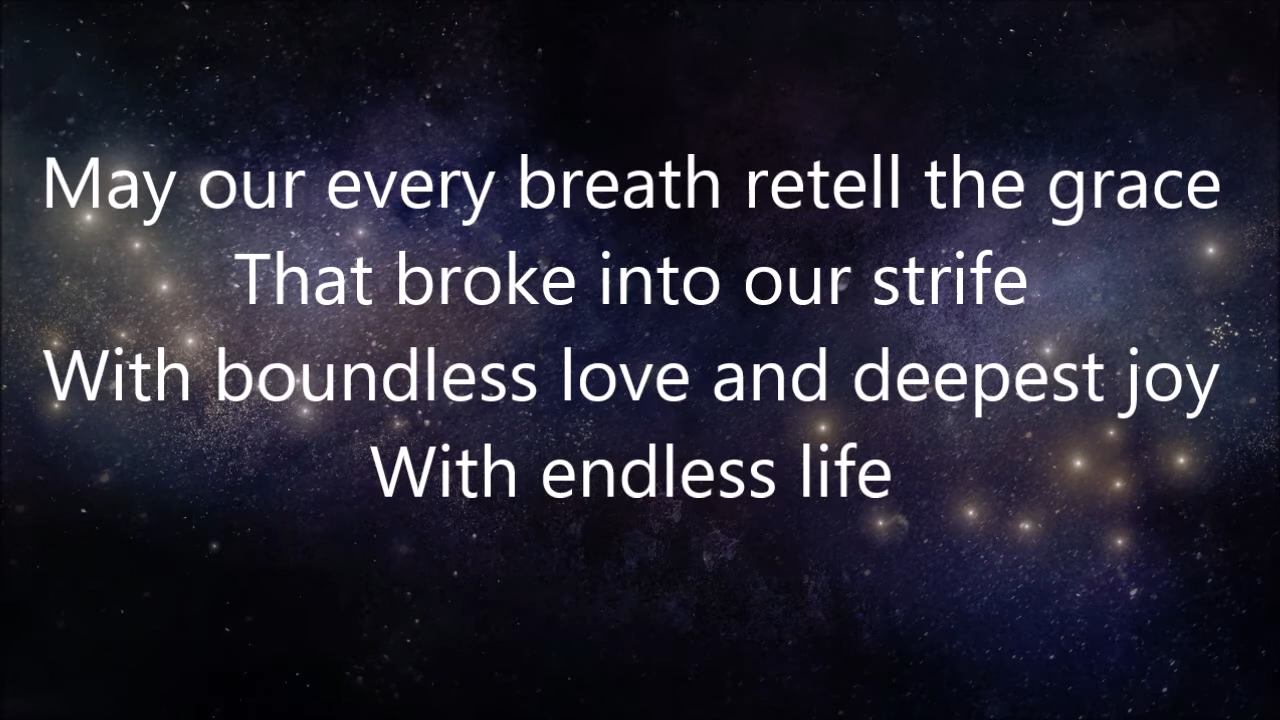 May our every breath retell the grace
That broke into our strife
With boundless love and deepest joy
With endless life